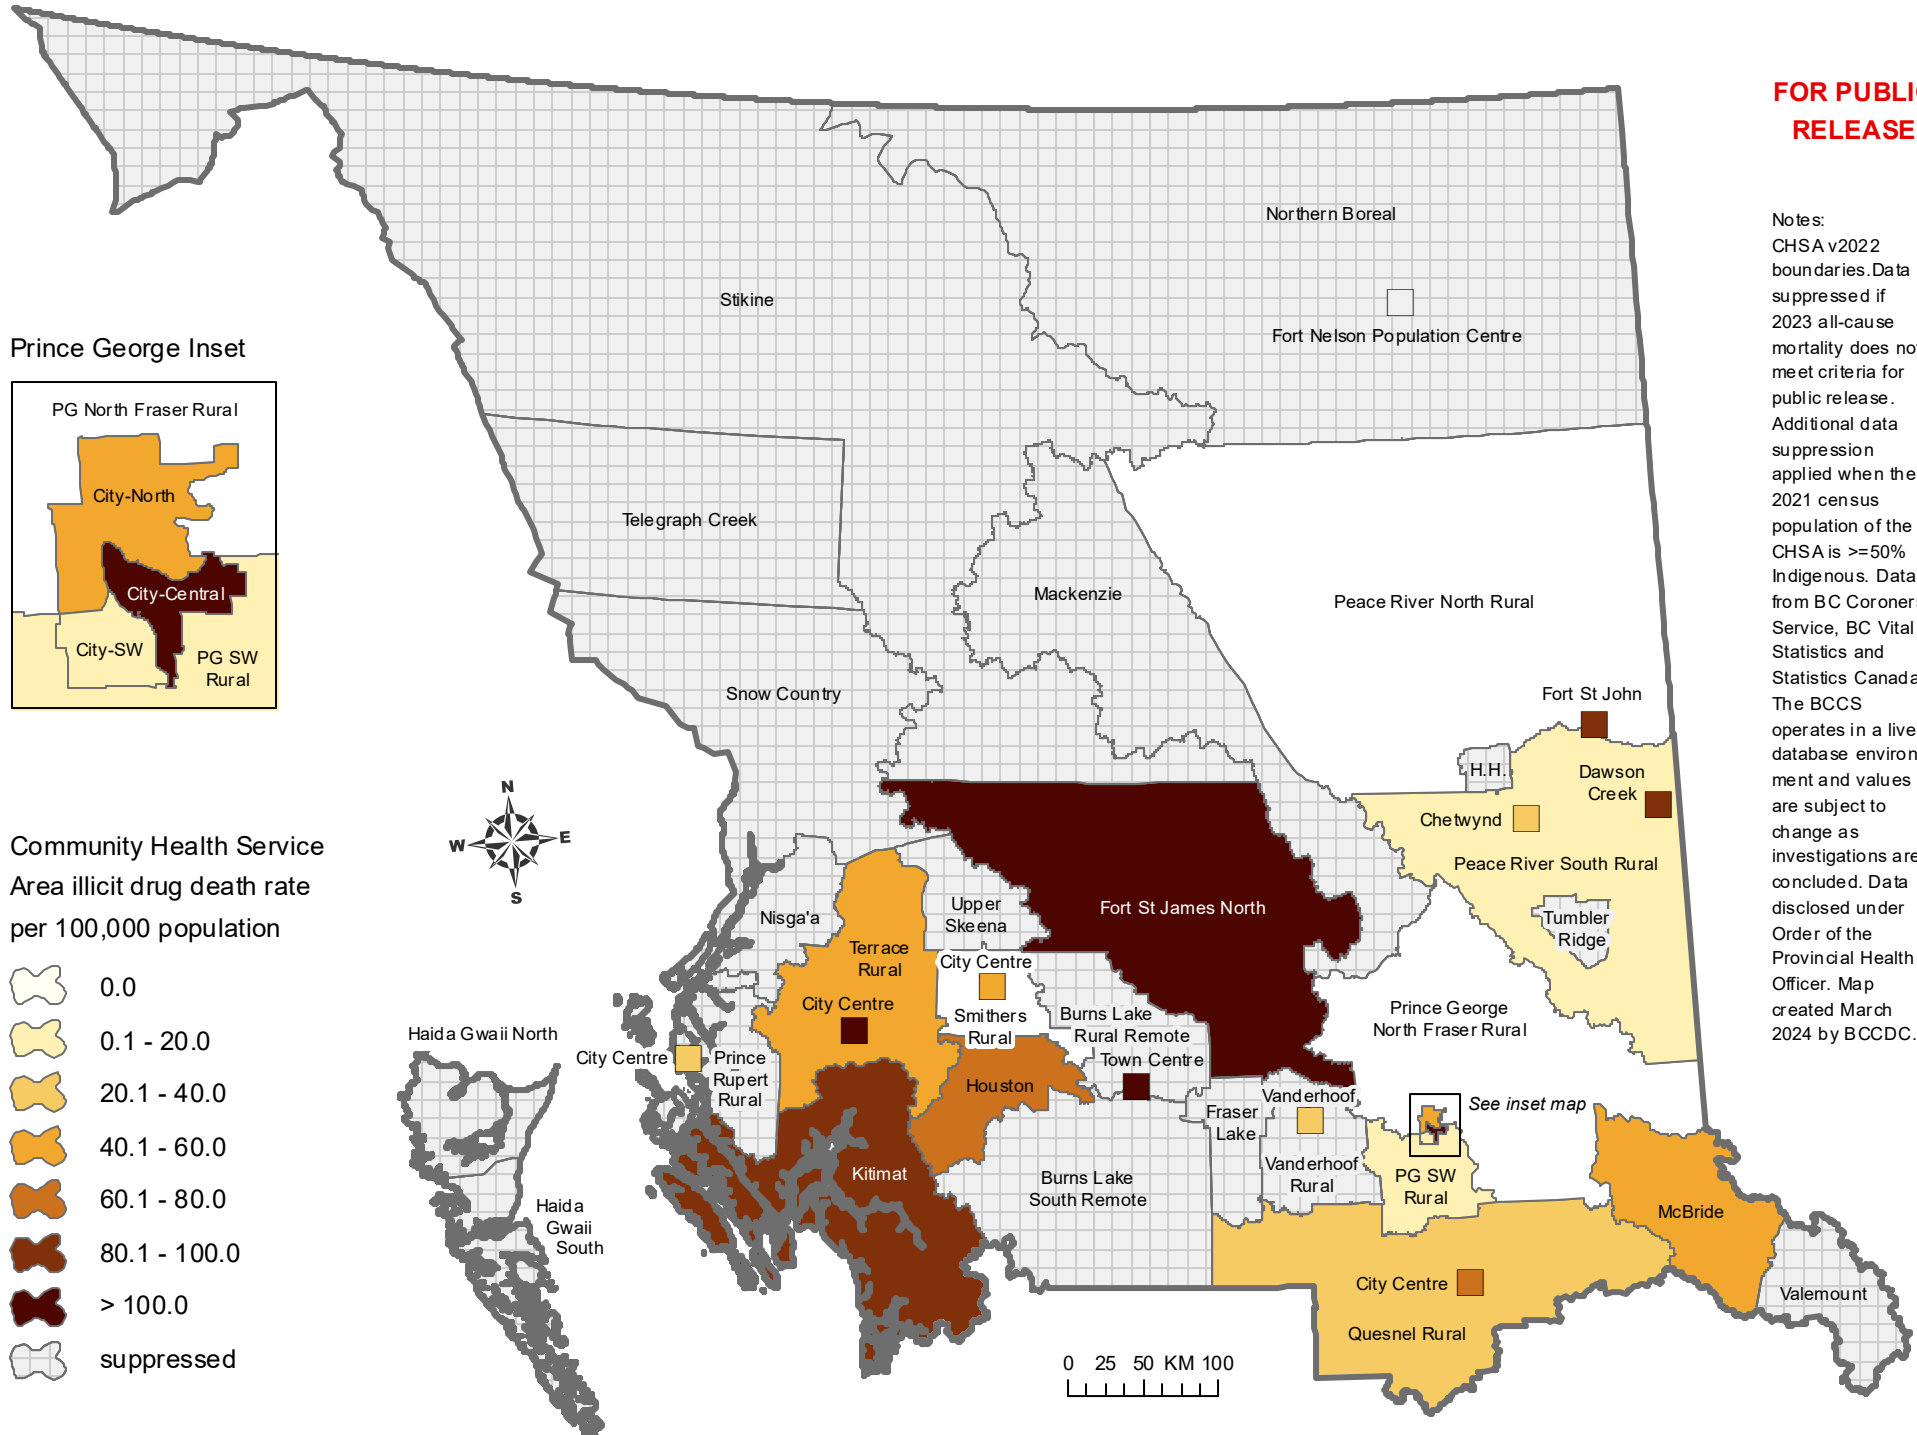 FOR PUBLIC
RELEASE
Notes:
CHSA v2022
boundaries.Data
suppressed if
2023 all-cause
mortality does no
meet criteria for
public release.
Additional data
suppression
applied when the
2021 census
population of the
CHSA is >=50%
Indigenous. Data
from BC Coroner
Service, BC Vital
Statistics and
Statistics Canada
The BCCS
operates in a live
database environ
ment and values
are subject to
change as
investigations are
concluded. Data
disclosed under
Order of the
Provincial Health
Officer. Map
created March
2024 by BCCDC.
Prince George Inset
PG North Fraser Rural
City-North
City-Central
City-SW
PG SW
Rural
Community Health Service
Area illicit drug death rate
per 100,000 population
0.0
0.1 - 20.0
20.1 - 40.0
40.1 - 60.0
60.1 - 80.0
80.1 - 100.0
> 100.0
suppressed
N
W
E
S
Northern Boreal
Stikine
Fort Nelson Population Centre
Telegraph Creek
Mackenzie
Peace River North Rural
Snow Country
Fort St John
H.H.
Dawson
Creek
Chetwynd
Peace River South Rural
Tumbler
Ridge
Nisga'a
Upper
Skeena
Fort St James North
Terrace
Rural
City Centre
City Centre
Smithers
Rural
Burns Lake
Rural Remote
Town Centre
Prince George
North Fraser Rural
Haida Gwaii North
City Centre
Prince
Rupert
Rural
Houston
Fraser
Lake
Vanderhoof
See inset map
Vanderhoof
Rural
PG SW
Rural
Kitimat
Burns Lake
South Remote
McBride
Haida
Gwaii
South
City Centre
Quesnel Rural
Valemount
0 25 50 KM 100